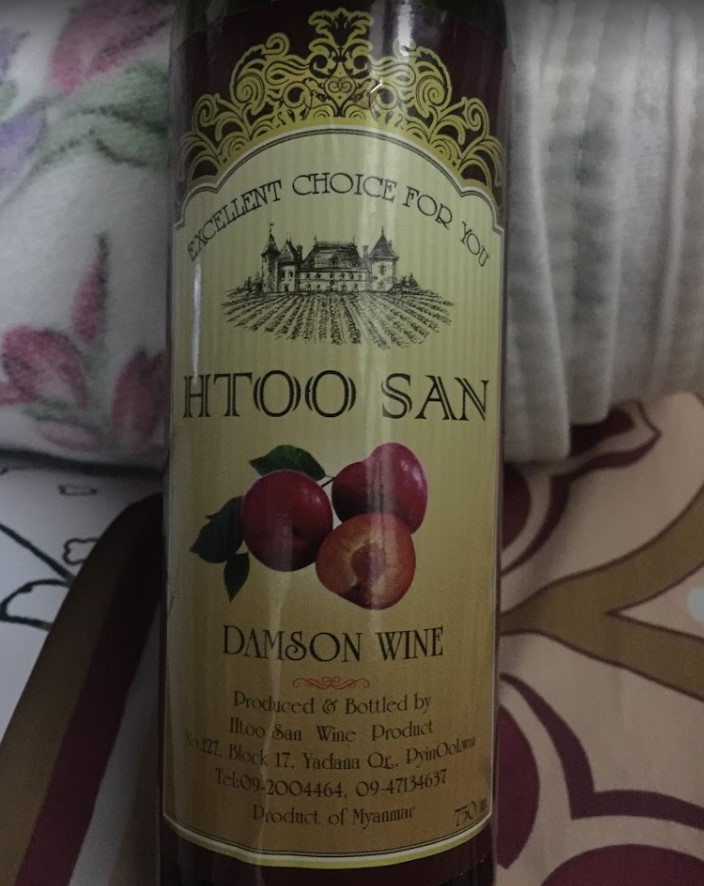 EXCELLENT CHOICE FOR YOU
HTOO SAN
DAMSON WINE
Produced & Bottled by
Htoo San Wine Product
No.127, Block 17, Yadana Qr., PyinOoLwin
Tel:09-2004464, 09-47134637
Product of Myanmar
750